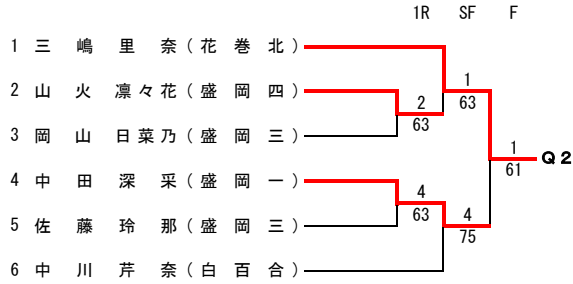 1R SF F
1 三嶋里奈(花巻北)
1
63
2 山火凛々花(盛岡四)
2
63
3 岡山日菜乃(盛岡三)
1
61
Q2
4 中田深采(盛岡一)
4
63
5 佐藤玲那(盛岡三)
4
75
6 中川芹奈(白百合)